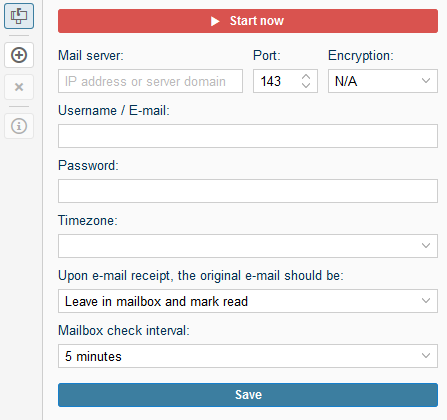 Start now
Mail server: Port: Encryption:
IP address or server domain 143 N/A
Username / E-mail:
Password:
Timezone:
Upon e-mail receipt, the original e-mail should be:
Leave in mailbox and mark read
Mailbox check interval:
5 minutes
Save